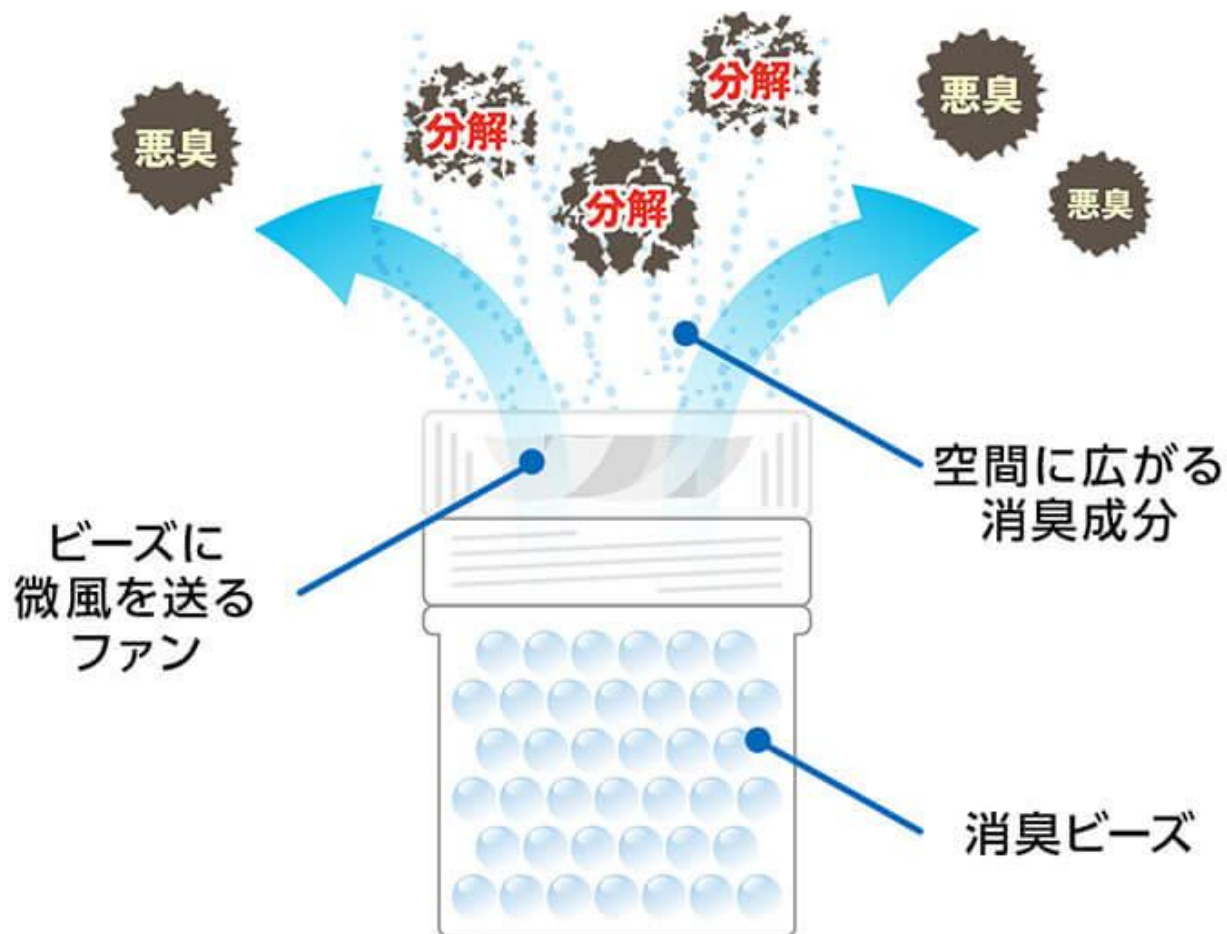 分解
悪臭
分解
悪臭
分解
悪臭
空間に広がる
消臭成分
ビーズに
微風を送る
ファン
消臭ビーズ